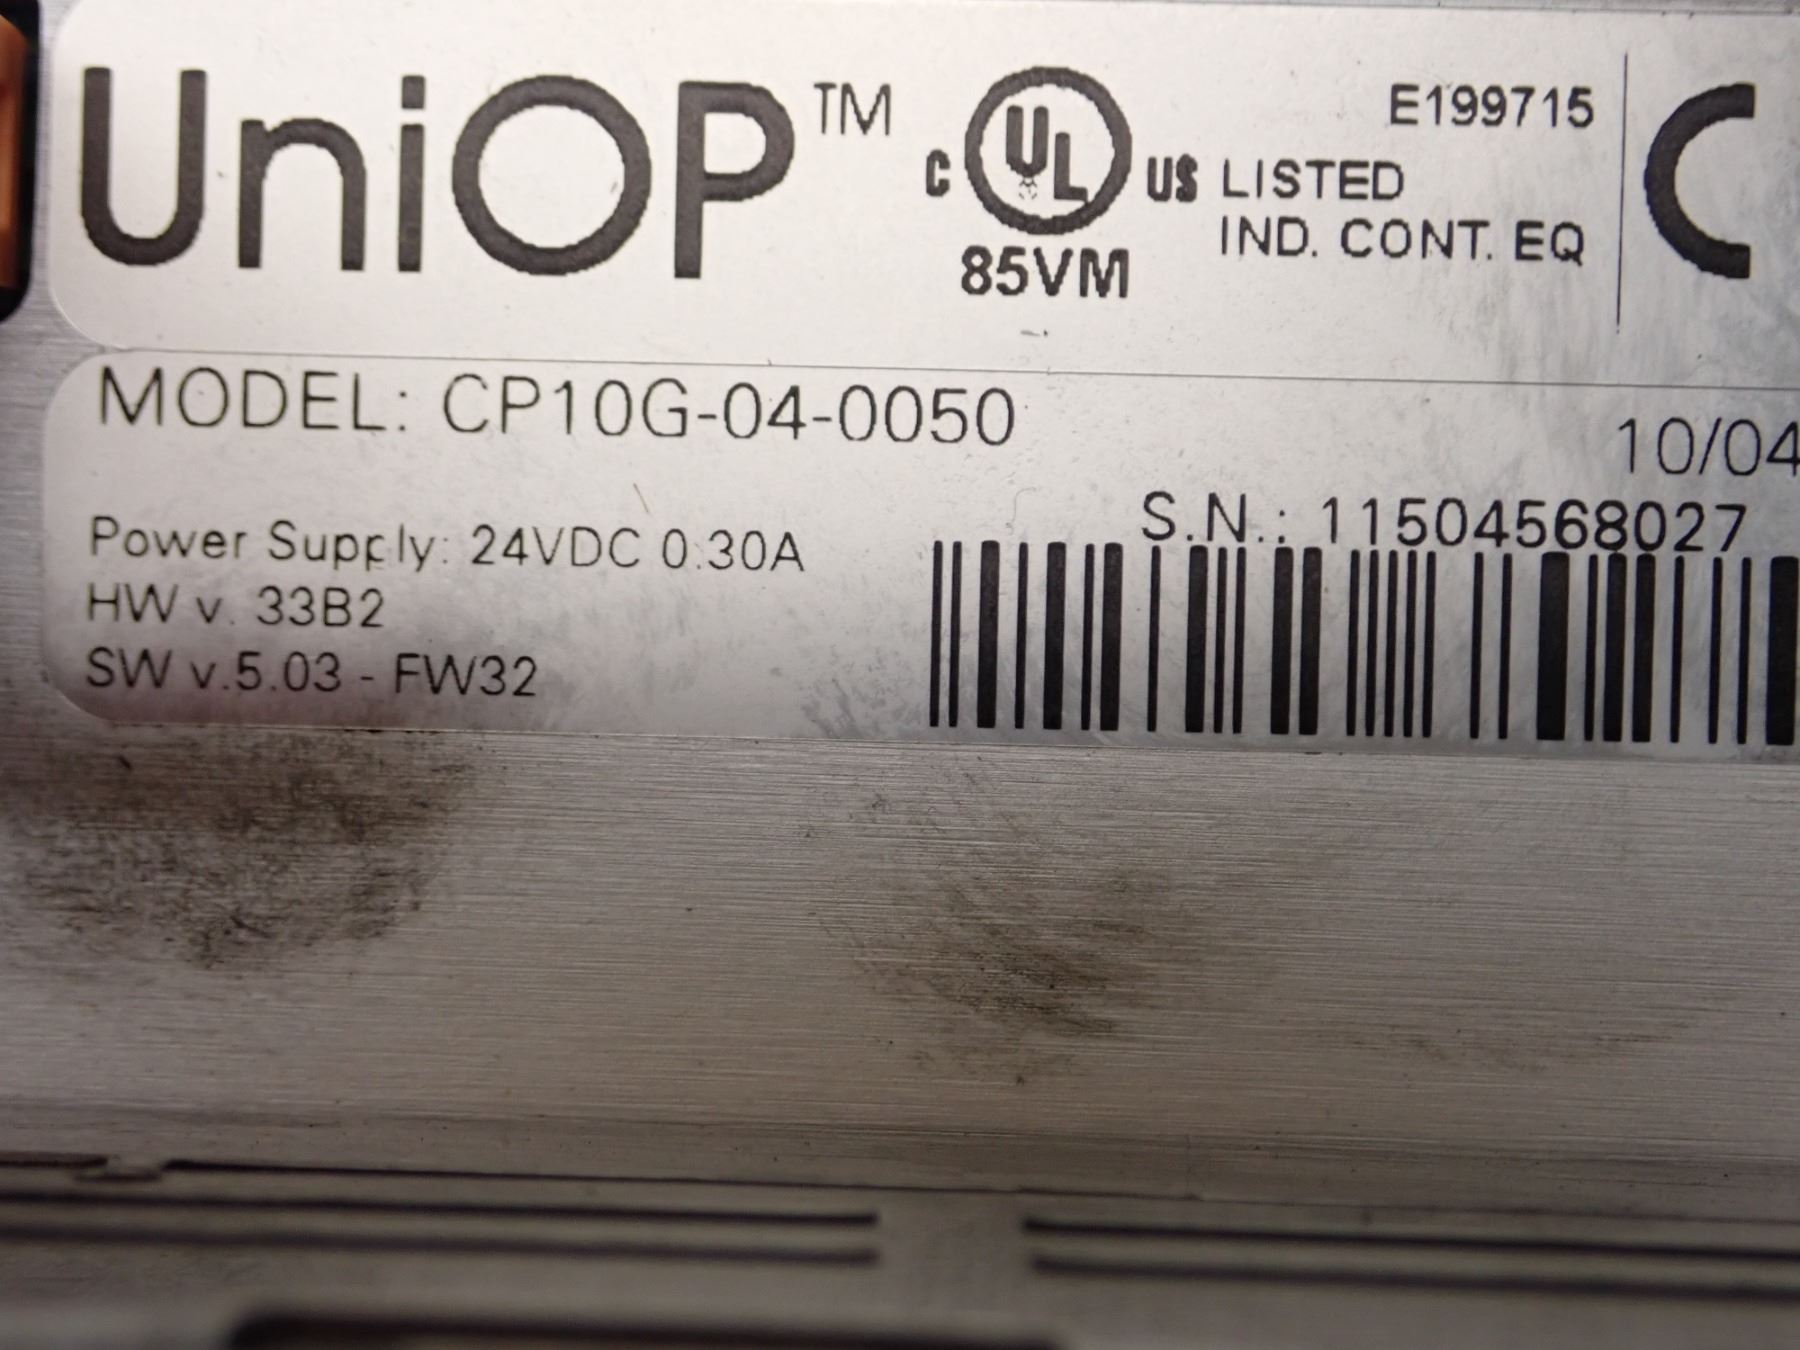 UniOP™
C UL US LISTED E199715
IND. CONT. EQ
85VM
MODEL: CP10G-04-0050
10/04
Power Supply: 24VDC 0.30A
S.N.: 11504568027
HW v. 33B2
SW v.5.03 - FW32